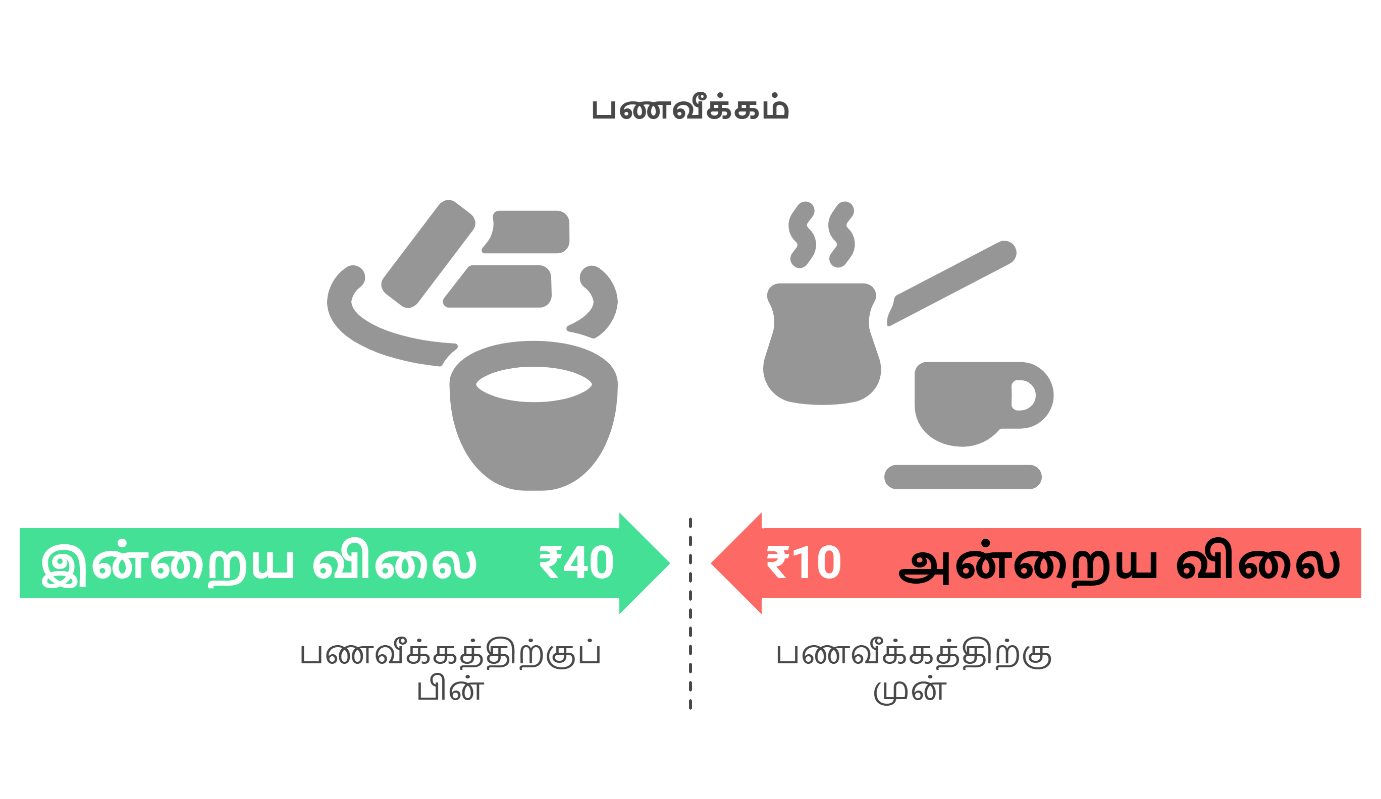 பணவீக்கம்
இன்றைய விலை ₹40
₹10 அன்றைய விலை
பணவீக்கத்திற்குப்
பின்
பணவீக்கத்திற்கு
முன்